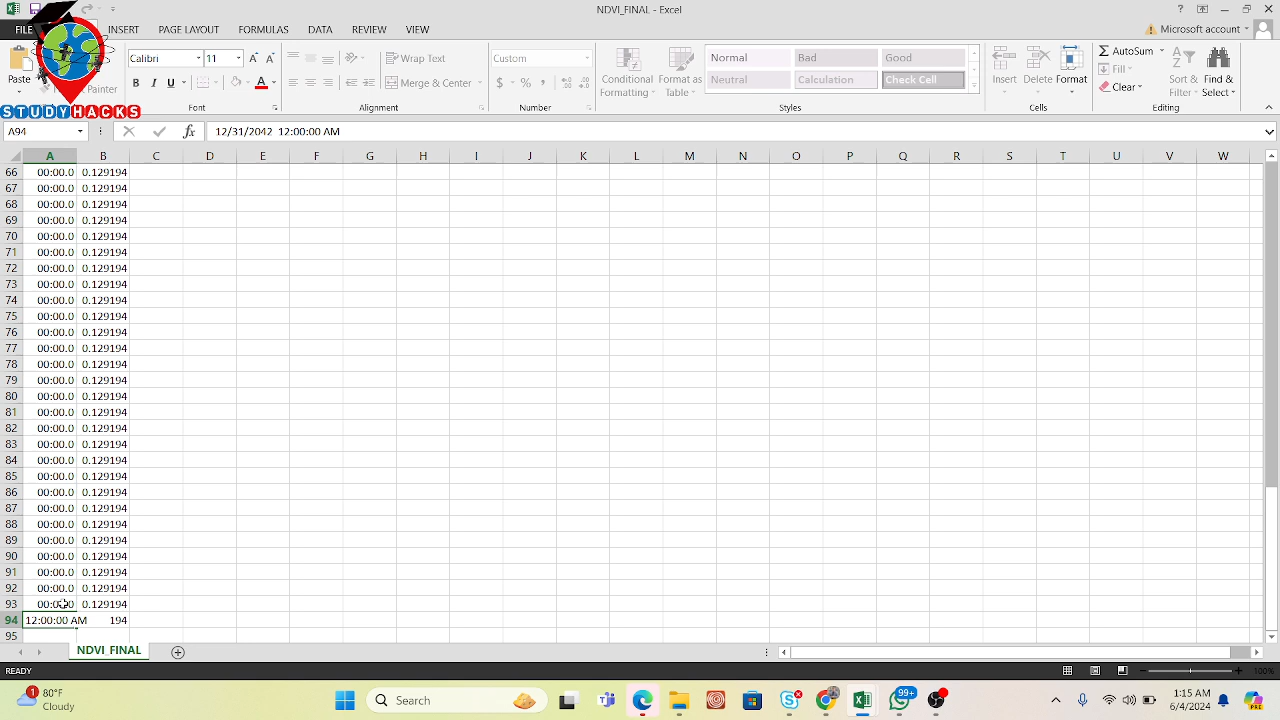 NDVI_FINAL - Excel
FILE INSERT PAGE LAYOUT FORMULAS DATA REVIEW VIEW Microsoft account
Calibri 11 Wrap Text Custom Normal Bad Good AutoSum
Paste Painter B I U A Merge & Center $ % , Conditional Formatting Format as Table Neutral Calculation Check Cell Insert Delete Format Fill Clear Sort & Filter Find & Select
Font Alignment Number Styles Cells Editing
STUDYHACKS
A94 fx 12/31/2042 12:00:00 AM
A B C D E F G H I J K L M N O P Q R S T U V W
66 00:00.0 0.129194
67 00:00.0 0.129194
68 00:00.0 0.129194
69 00:00.0 0.129194
70 00:00.0 0.129194
71 00:00.0 0.129194
72 00:00.0 0.129194
73 00:00.0 0.129194
74 00:00.0 0.129194
75 00:00.0 0.129194
76 00:00.0 0.129194
77 00:00.0 0.129194
78 00:00.0 0.129194
79 00:00.0 0.129194
80 00:00.0 0.129194
81 00:00.0 0.129194
82 00:00.0 0.129194
83 00:00.0 0.129194
84 00:00.0 0.129194
85 00:00.0 0.129194
86 00:00.0 0.129194
87 00:00.0 0.129194
88 00:00.0 0.129194
89 00:00.0 0.129194
90 00:00.0 0.129194
91 00:00.0 0.129194
92 00:00.0 0.129194
93 00:00.0 0.129194
94 12:00:00 AM 194
95
NDVI_FINAL
READY 100%
1 80°F Search 99+ 1:15 AM
Cloudy 6/4/2024